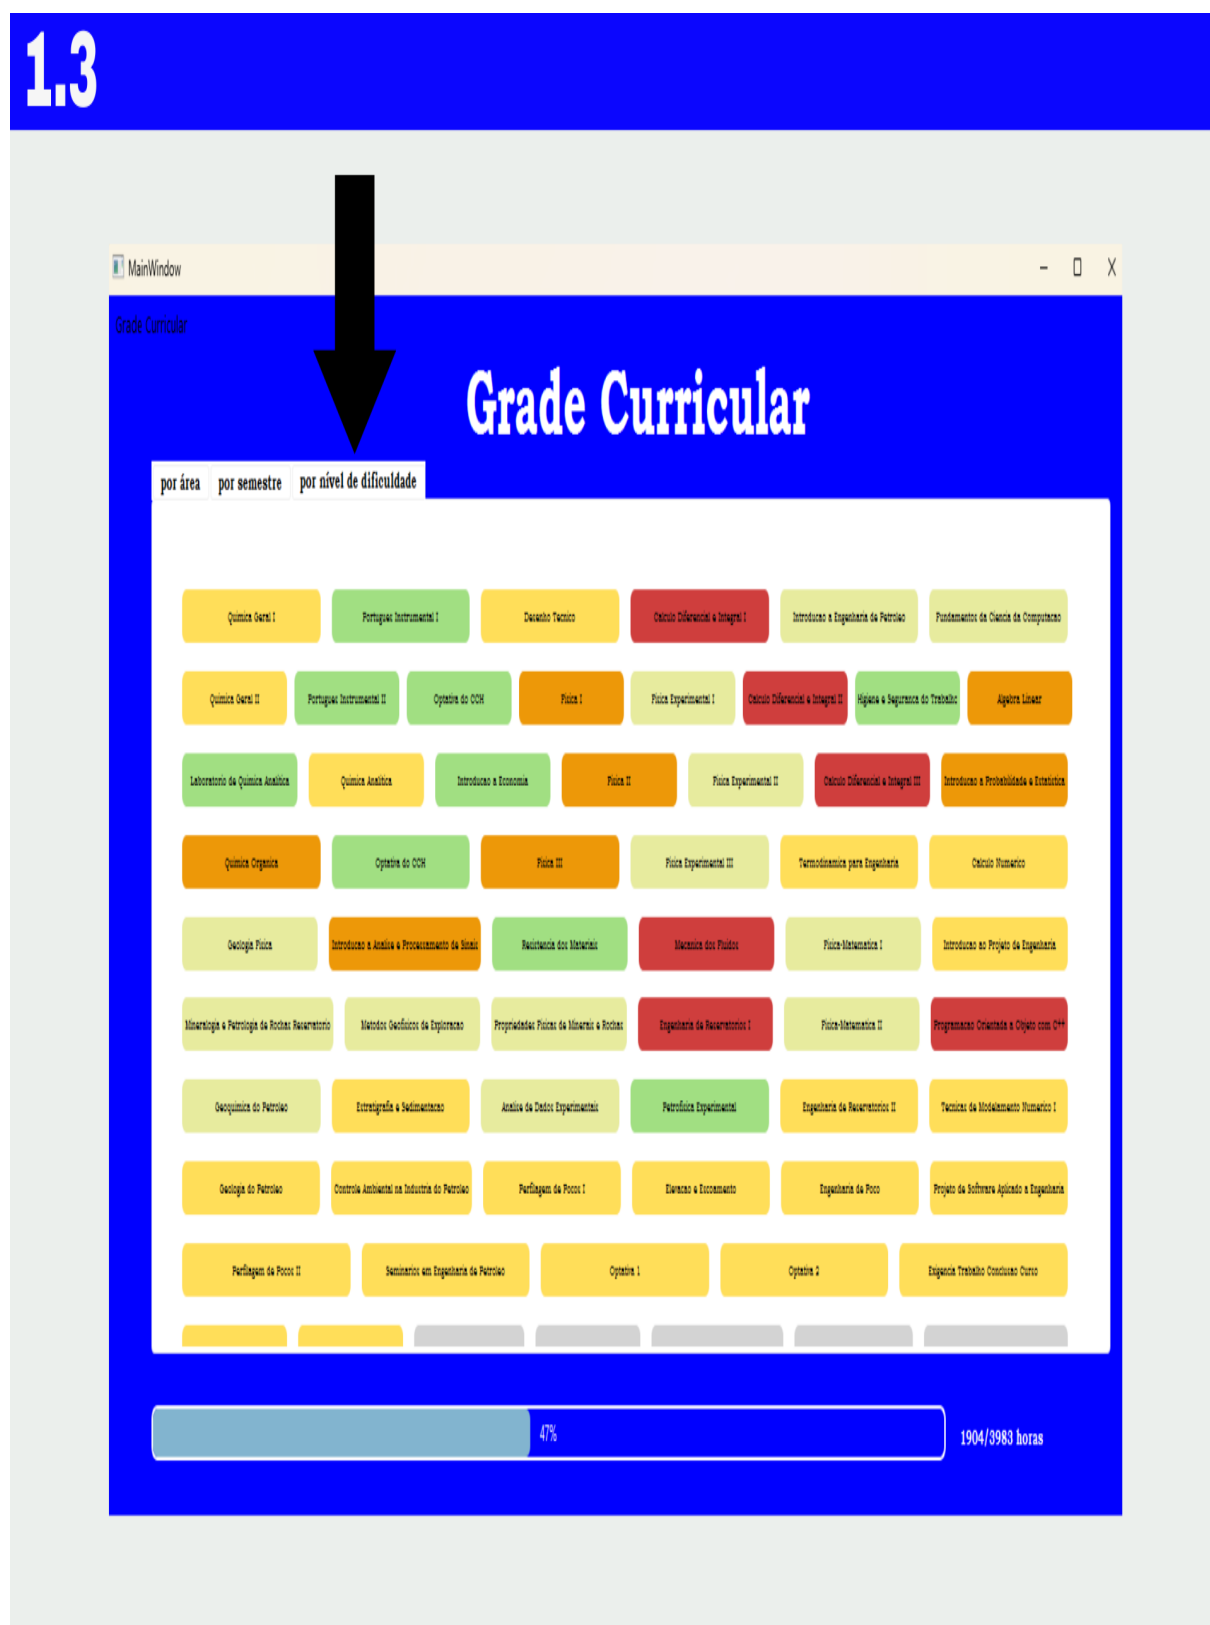 1.3
MainWindow
Grade Curricular
Grade Curricular
por área por semestre por nível de dificuldade
Quimica Geral I Portugues Instrumental I Desenho Tecnico Calculo Diferencial e Integral I Introducao a Engenharia de Petroleo Fundamentos da Ciencia da Computacao
Quimica Geral II Portugues Instrumental II Optativa do CCH Fisica I Fisica Experimental I Calculo Diferencial e Integral II Higiene e Seguranca do Trabalho Algebra Linear
Laboratorio de Quimica Analitica Quimica Analitica Introducao a Economia Fisica II Fisica Experimental II Calculo Diferencial e Integral III Introducao a Probabilidade e Estatistica
Quimica Organica Optativa do CCH Fisica III Fisica Experimental III Termodinamica para Engenharia Calculo Numerico
Geologia Fisica Introducao a Analise e Processamento de Sinais Resistencia dos Materiais Mecanica dos Fluidos Fisica-Matematica I Introducao ao Projeto de Engenharia
Mineralogia e Petrologia de Rochas Reservatorio Metodos Geofisicos de Exploracao Propriedades Fisicas de Minerais e Rochas Engenharia de Reservatorios I Fisica-Matematica II Programacao Orientada a Objeto com C++
Geoquimica do Petroleo Estratigrafia e Sedimentacao Analise de Dados Experimentais Petrofisica Experimental Engenharia de Reservatorios II Tecnicas de Modelamento Numerico I
Geologia do Petroleo Controle Ambiental na Industria do Petroleo Perfilagem de Pocos I Elevacao e Escoamento Engenharia de Poco Projeto de Software Aplicado a Engenharia
Perfilagem de Pocos II Seminarios em Engenharia de Petroleo Optativa 1 Optativa 2 Exigencia Trabalho Conclusao Curso
47%
1904/3983 horas